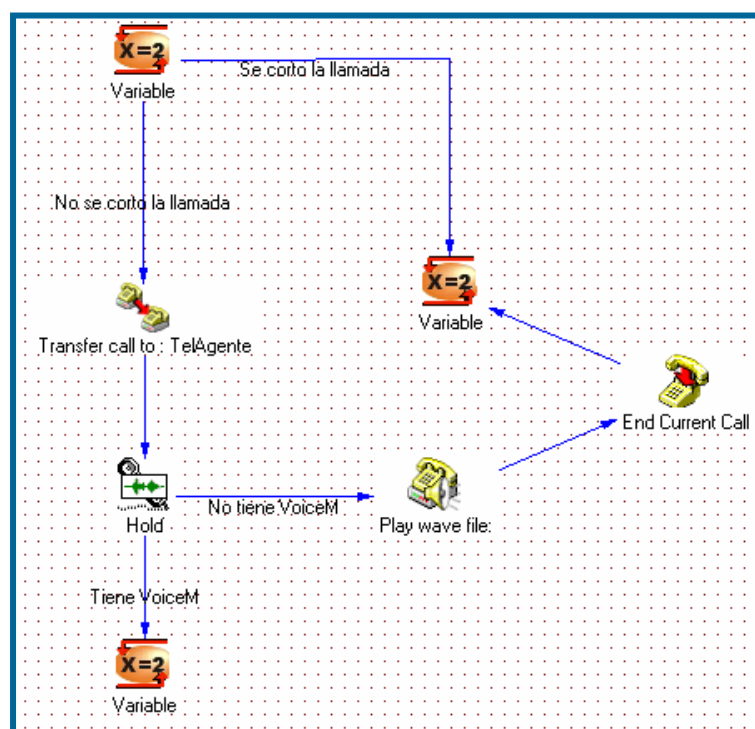 X=2
Variable
Se corto la llamada
No se corto la llamada
X=2
Variable
Transfer call to : TelAgente
End Current Call
Hold
No tiene VoiceM
Play wave file:
Tiene VoiceM
X=2
Variable